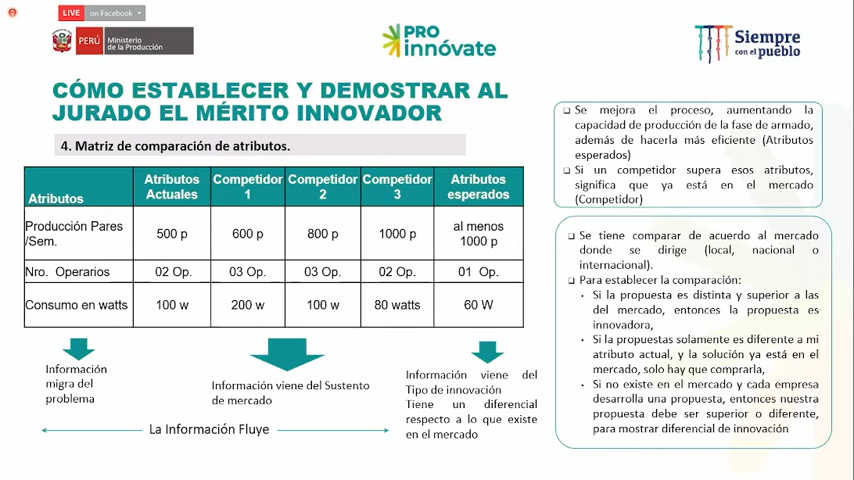 LIVE on Facebook
PERÚ Ministerio
de la Producción
PRO
innóvate
Siempre
con el pueblo
CÓMO ESTABLECER Y DEMOSTRAR AL
JURADO EL MÉRITO INNOVADOR
4. Matriz de comparación de atributos.
Atributos Atributos Actuales Competidor 1 Competidor 2 Competidor 3 Atributos esperados
Producción Pares /Sem. 500 p 600 p 800 p 1000 p al menos 1000 p
Nro. Operarios 02 Op. 03 Op. 03 Op. 02 Op. 01 Op.
Consumo en watts 100 w 200 w 100 w 80 watts 60 W
Información
migra del
problema
Información viene del Sustento
de mercado
Información viene del
Tipo de innovación
Tiene un diferencial
respecto a lo que existe
en el mercado
La Información Fluye
Se mejora el proceso, aumentando la
capacidad de producción de la fase de armado,
además de hacerla más eficiente (Atributos
esperados)
Si un competidor supera esos atributos,
significa que ya está en el mercado
(Competidor)
Se tiene comparar de acuerdo al mercado
donde se dirige (local, nacional o
internacional).
Para establecer la comparación:
Si la propuesta es distinta y superior a las
del mercado, entonces la propuesta es
innovadora,
Si la propuestas solamente es diferente a mi
atributo actual, y la solución ya está en el
mercado, solo hay que comprarla,
Si no existe en el mercado y cada empresa
desarrolla una propuesta, entonces nuestra
propuesta debe ser superior o diferente,
para mostrar diferencial de innovación